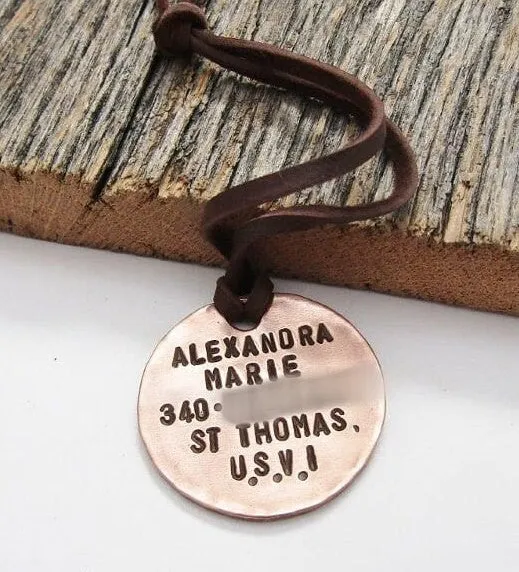 ALEXANDRA
MARIE
340·
ST THOMAS,
U.S.V.I